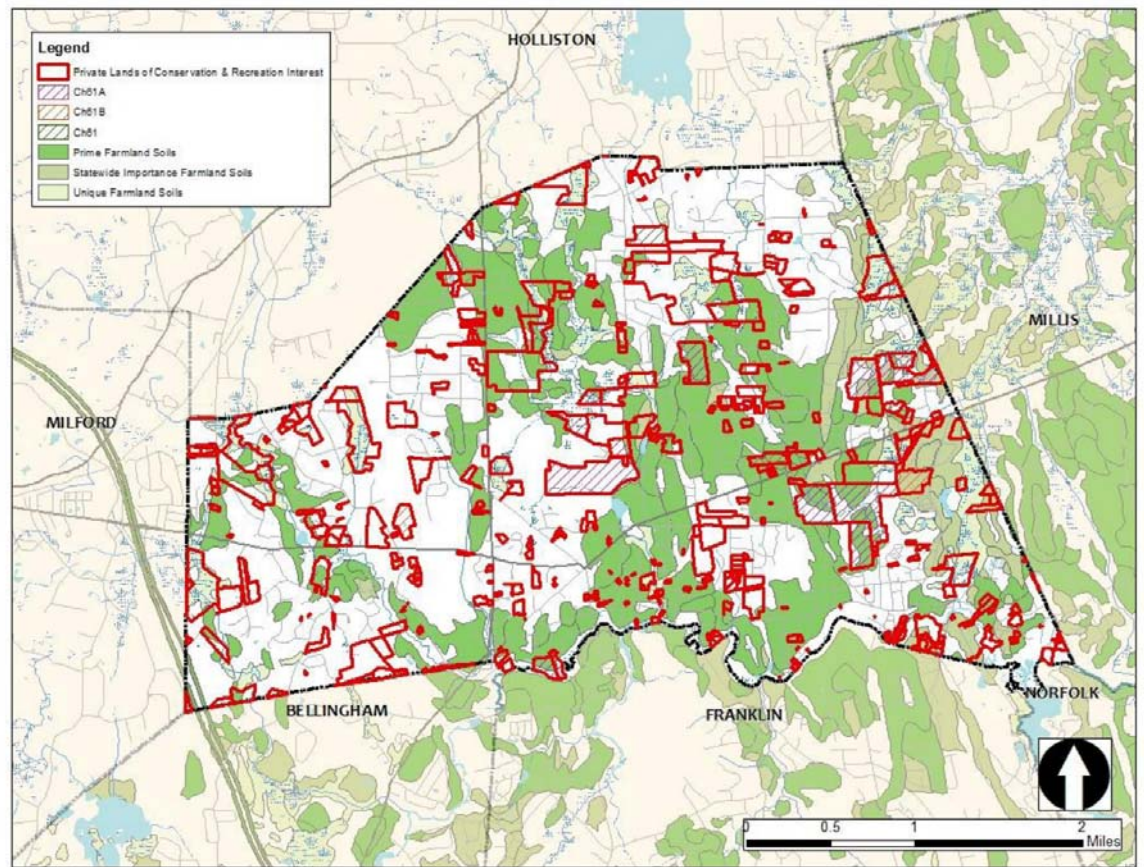 HOLLISTON
Legend
Private Lands of Conservation & Recreation Interest
Ch61A
Ch61B
Ch61
Prime Farmland Soils
Statewide Importance Farmland Soils
Unique Farmland Soils
MILLIS
MILFORD
BELLINGHAM
FRANKLIN
NORFOLK
0 0.5 1 2
Miles